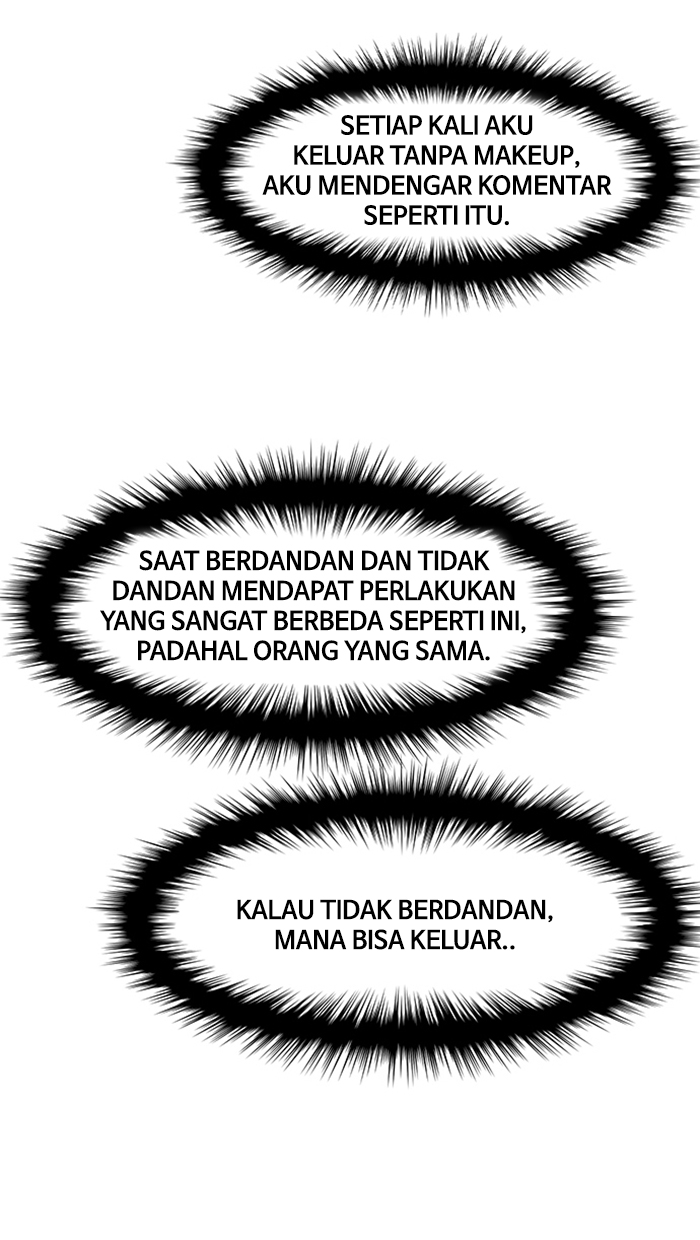 SETIAP KALI AKU
KELUAR TANPA MAKEUP,
AKU MENDENGAR KOMENTAR
SEPERTI ITU.
SAAT BERDANDAN DAN TIDAK
DANDAN MENDAPAT PERLAKUKAN
YANG SANGAT BERBEDA SEPERTI INI,
PADAHAL ORANG YANG SAMA.
KALAU TIDAK BERDANDAN,
MANA BISA KELUAR..